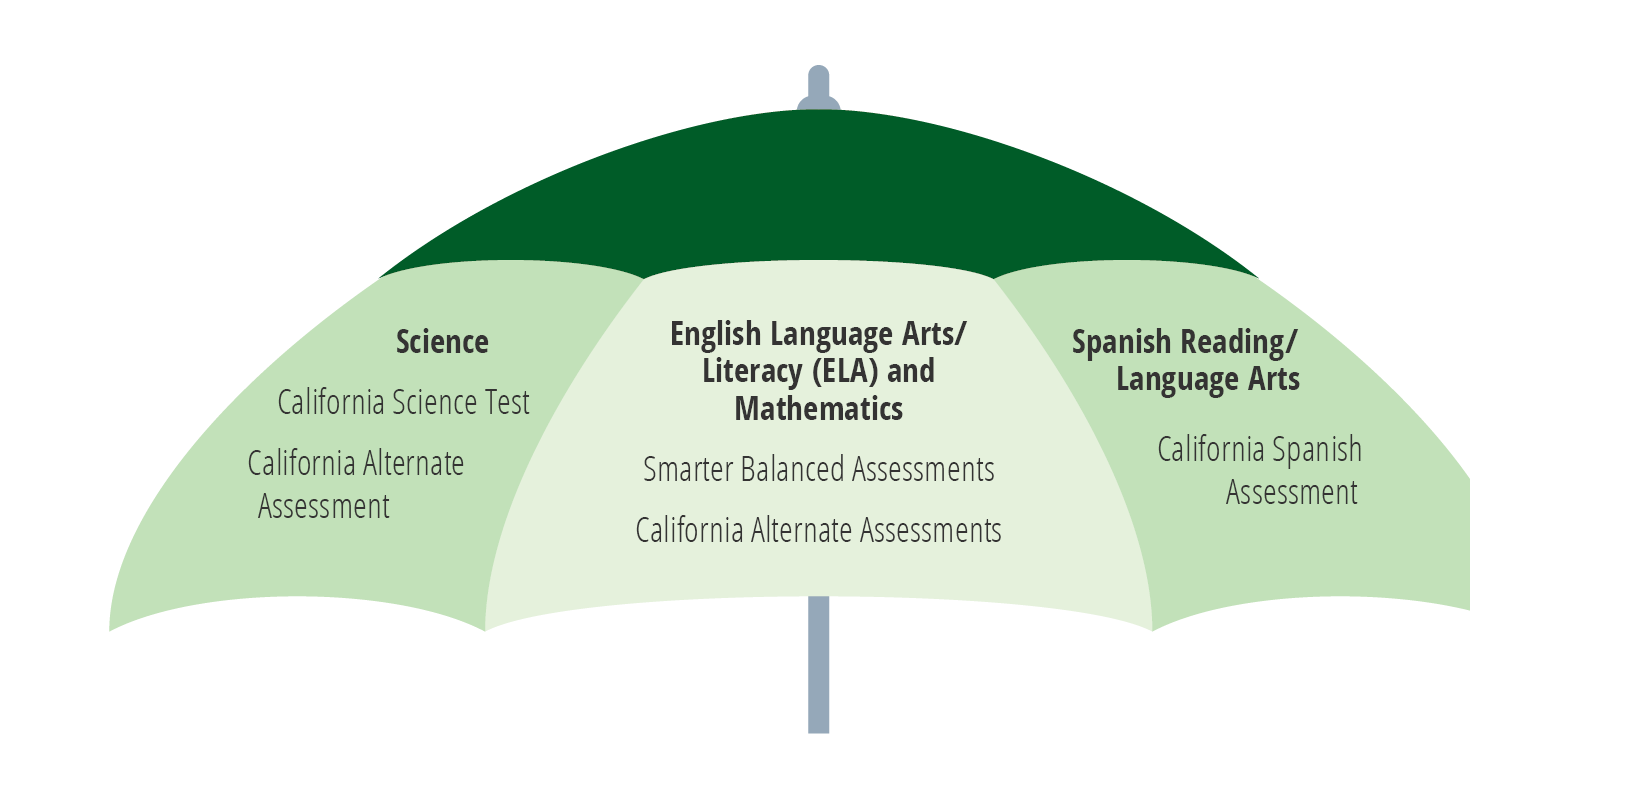 Science
California Science Test
California Alternate
Assessment
English Language Arts/
Literacy (ELA) and
Mathematics
Smarter Balanced Assessments
California Alternate Assessments
Spanish Reading/
Language Arts
California Spanish
Assessment